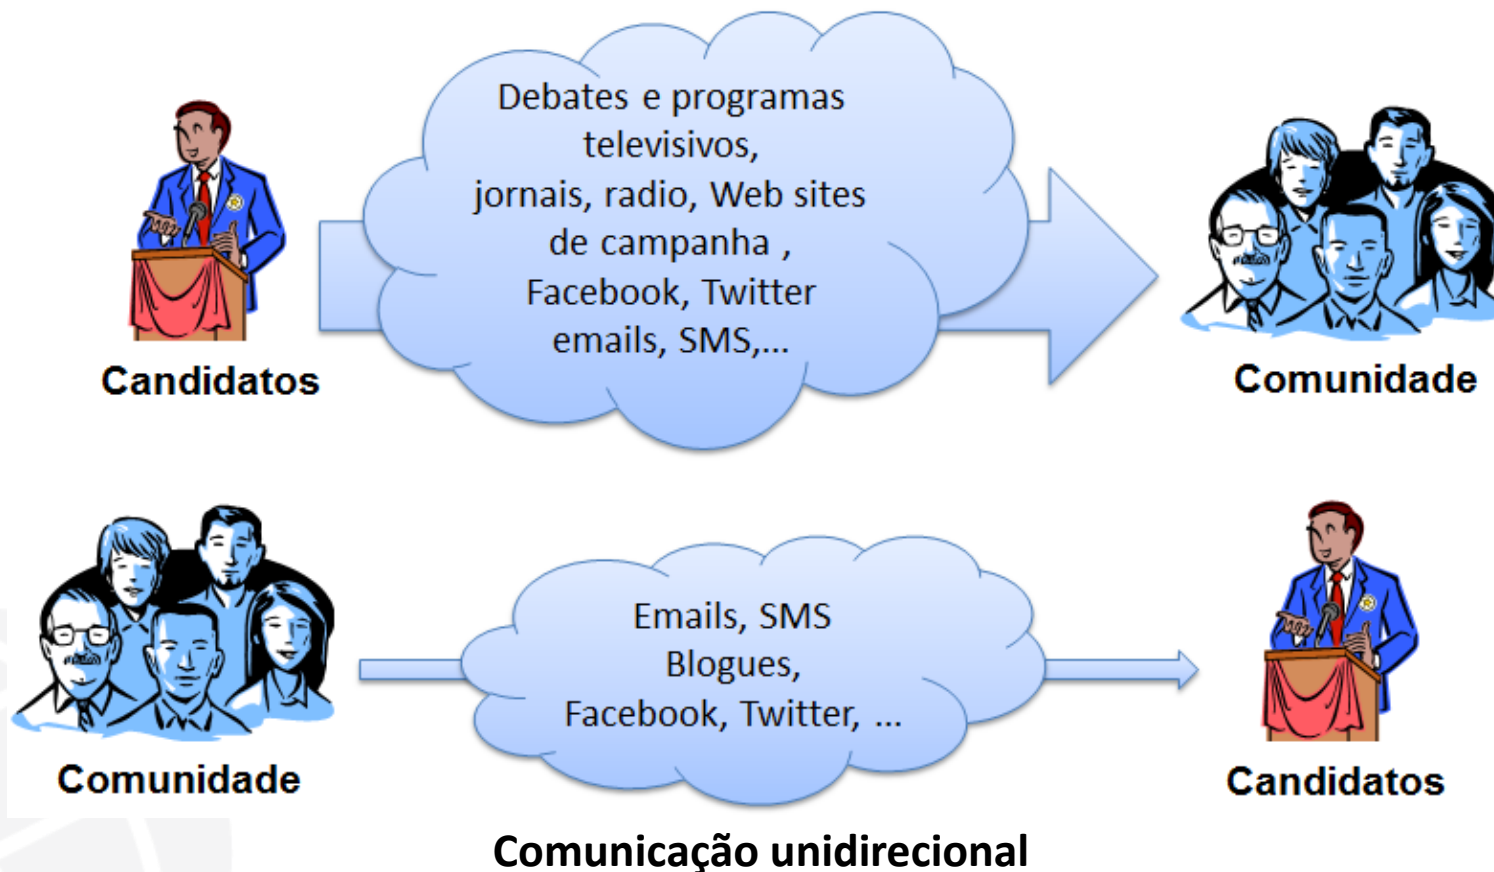 Debates e programas
televisivos,
jornais, radio, Web sites
de campanha ,
Facebook, Twitter
emails, SMS,...
Candidatos
Comunidade
Emails, SMS
Blogues,
Facebook, Twitter, ...
Comunidade
Candidatos
Comunicação unidirecional